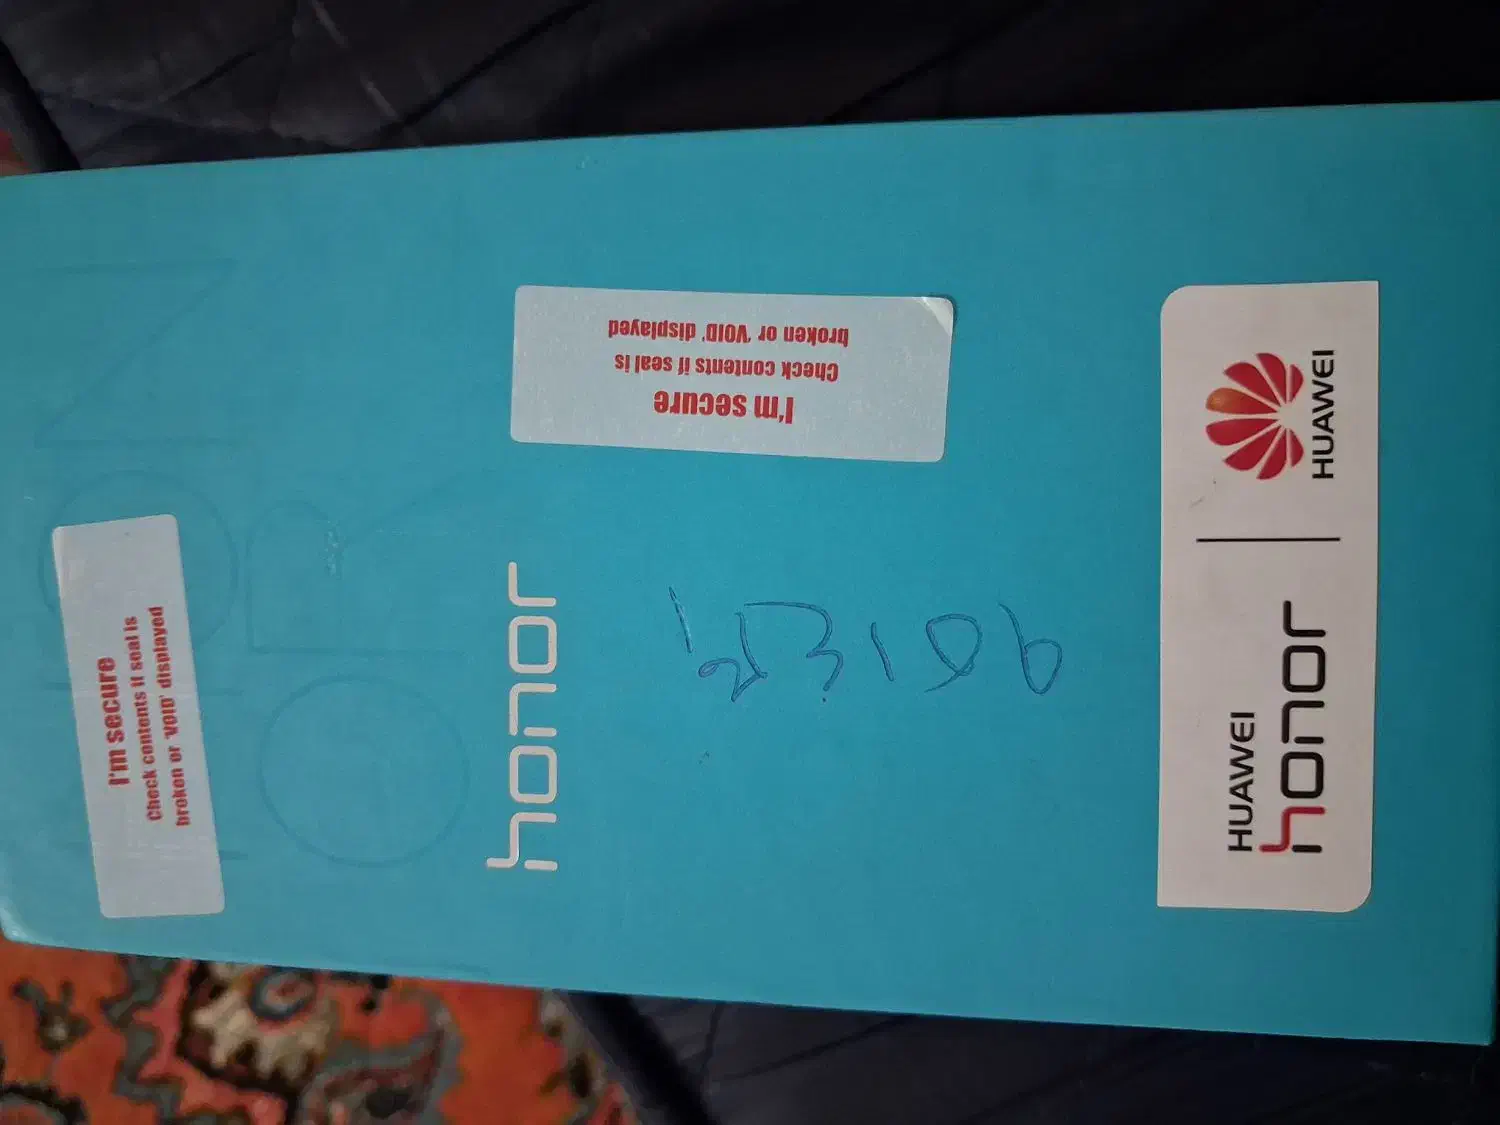 I'm secure
Check contents if seal is
broken or 'VOID' displayed
honor
I'm secure
Check contents if seal is
broken or 'VOID' displayed
HUAWEI
honor
HUAWEI